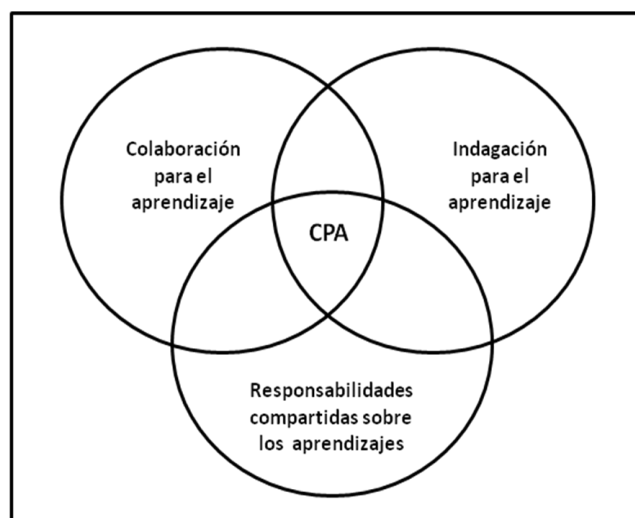 Colaboración
para el
aprendizaje
Indagación
para el
aprendizaje
CPA
Responsabilidades
compartidas sobre
los aprendizajes